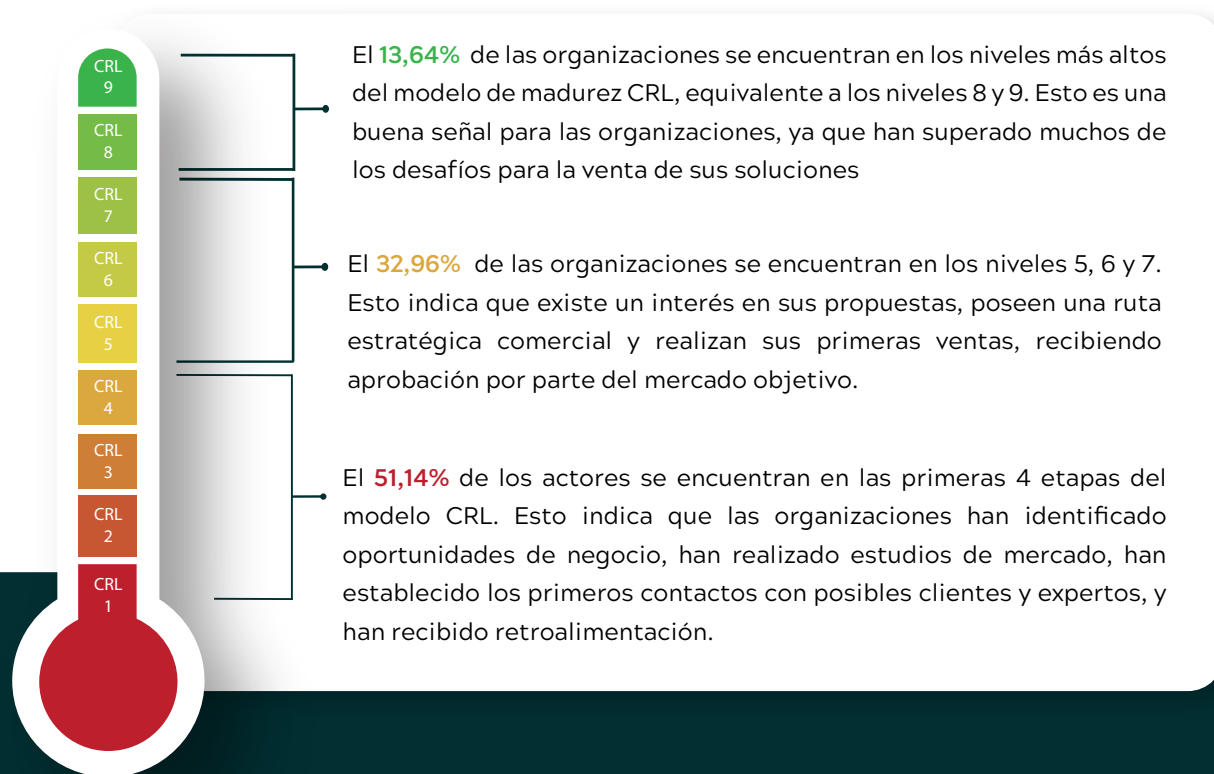 CRL
9
CRL
8
CRL
7
CRL
6
CRL
5
CRL
4
CRL
3
CRL
2
CRL
1
El 13,64% de las organizaciones se encuentran en los niveles más altos
del modelo de madurez CRL, equivalente a los niveles 8 y 9. Esto es una
buena señal para las organizaciones, ya que han superado muchos de
los desafíos para la venta de sus soluciones
El 32,96% de las organizaciones se encuentran en los niveles 5, 6 y 7.
Esto indica que existe un interés en sus propuestas, poseen una ruta
estratégica comercial y realizan sus primeras ventas, recibiendo
aprobación por parte del mercado objetivo.
El 51,14% de los actores se encuentran en las primeras 4 etapas del
modelo CRL. Esto indica que las organizaciones han identificado
oportunidades de negocio, han realizado estudios de mercado, han
establecido los primeros contactos con posibles clientes y expertos, y
han recibido retroalimentación.